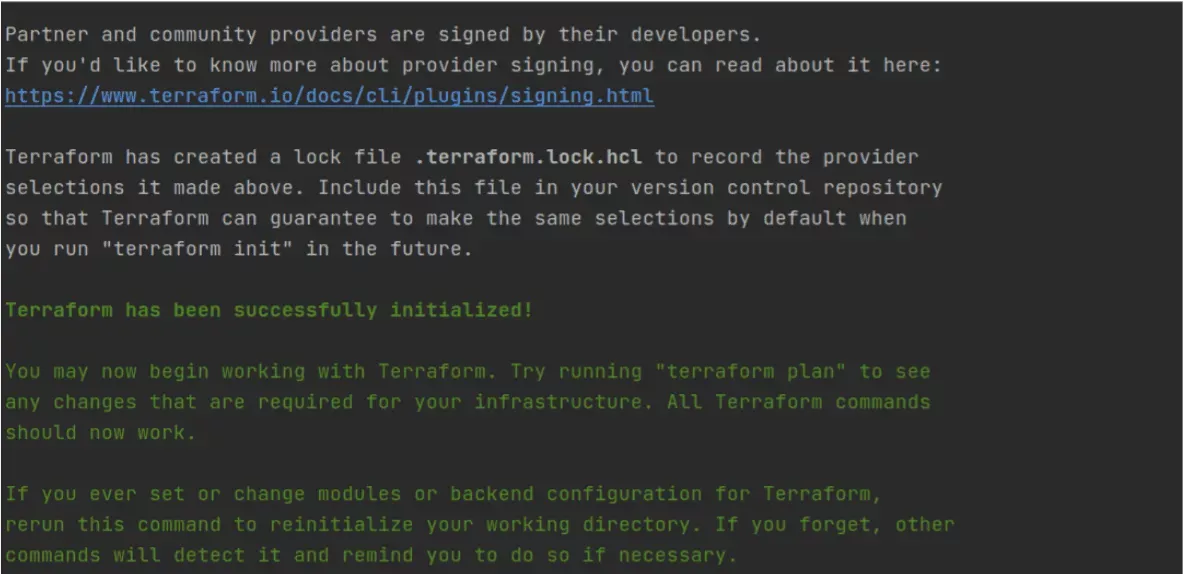 Partner and community providers are signed by their developers.
If you'd like to know more about provider signing, you can read about it here:
https://www.terraform.io/docs/cli/plugins/signing.html
Terraform has created a lock file .terraform.lock.hcl to record the provider
selections it made above. Include this file in your version control repository
so that Terraform can guarantee to make the same selections by default when
you run "terraform init" in the future.
Terraform has been successfully initialized!
You may now begin working with Terraform. Try running "terraform plan" to see
any changes that are required for your infrastructure. All Terraform commands
should now work.
If you ever set or change modules or backend configuration for Terraform,
rerun this command to reinitialize your working directory. If you forget, other
commands will detect it and remind you to do so if necessary.